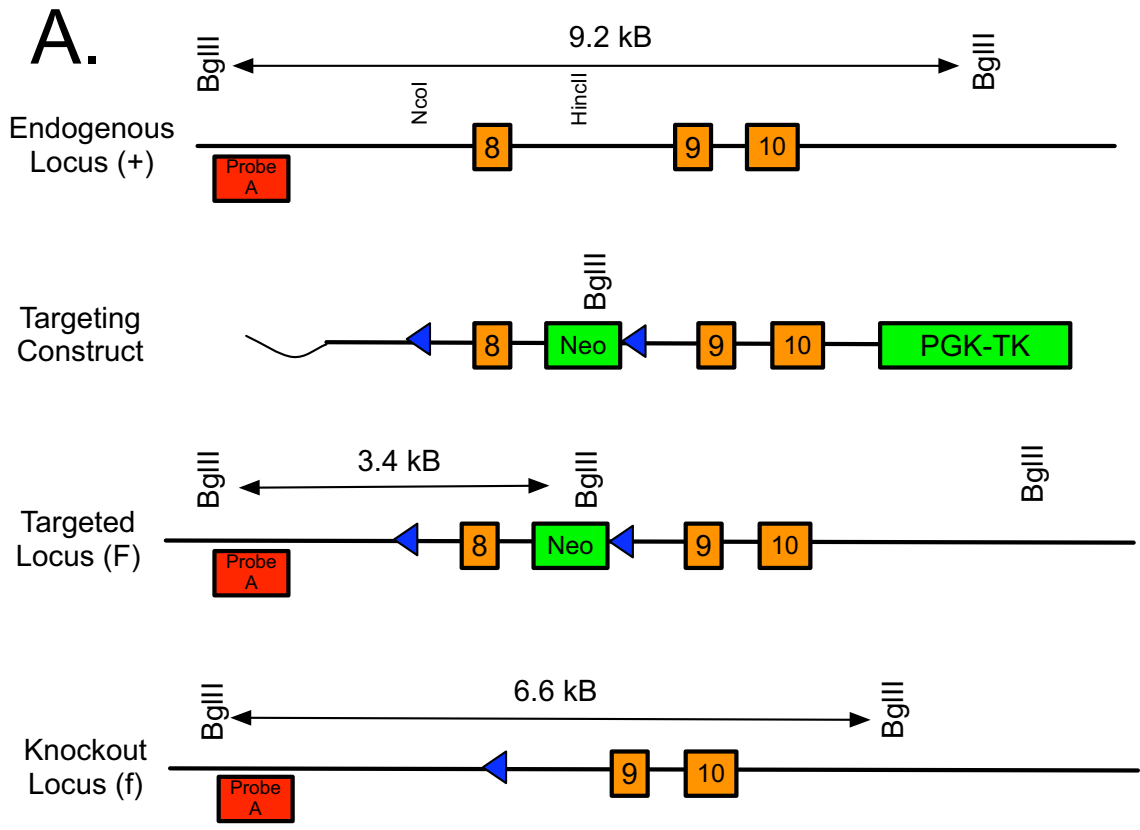 A.
BglII
9.2 kB
BglII
NcoI
HincII
Endogenous
Locus (+)
8
9
10
Probe
A
BglII
Targeting
Construct
8
Neo
9
10
PGK-TK
BglII
3.4 kB
BglII
BglII
Targeted
Locus (F)
8
Neo
9
10
Probe
A
BglII
6.6 kB
BglII
Knockout
Locus (f)
9
10
Probe
A